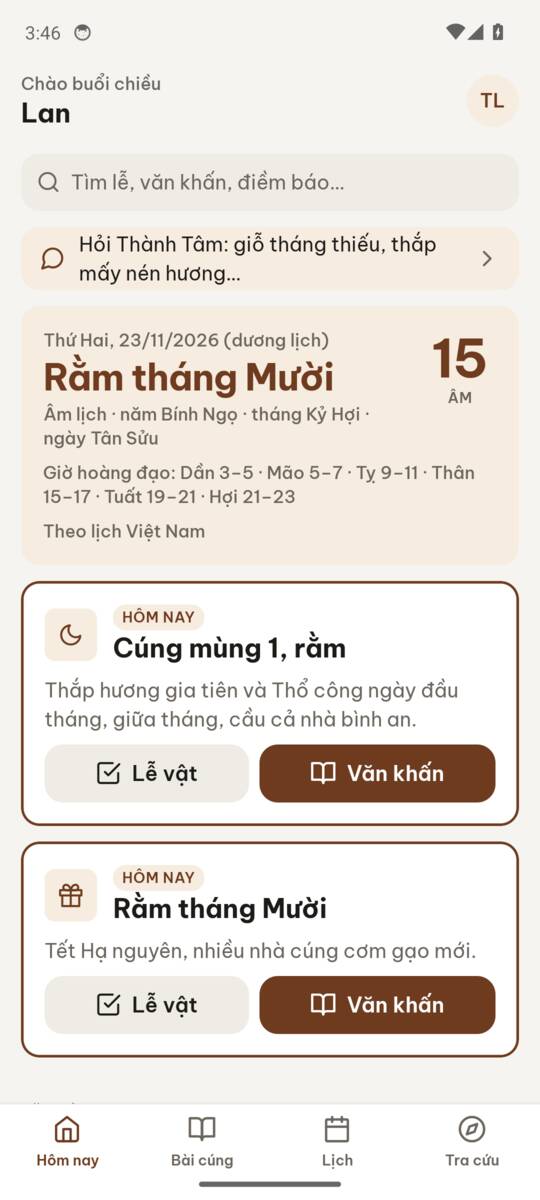 3:46
Chào buổi chiều
Lan
TL
Tìm lễ, văn khấn, điềm báo...
Hỏi Thành Tâm: giỗ tháng thiếu, thắp
mấy nén hương...
Thứ Hai, 23/11/2026 (dương lịch)
Rằm tháng Mười
15
ÂM
Âm lịch · năm Bính Ngọ · tháng Kỷ Hợi ·
ngày Tân Sửu
Giờ hoàng đạo: Dần 3–5 · Mão 5–7 · Tỵ 9–11 · Thân
15–17 · Tuất 19–21 · Hợi 21–23
Theo lịch Việt Nam
HÔM NAY
Cúng mùng 1, rằm
Thắp hương gia tiên và Thổ công ngày đầu
tháng, giữa tháng, cầu cả nhà bình an.
Lễ vật
Văn khấn
HÔM NAY
Rằm tháng Mười
Tết Hạ nguyên, nhiều nhà cúng cơm gạo mới.
Lễ vật
Văn khấn
Hôm nay
Bài cúng
Lịch
Tra cứu